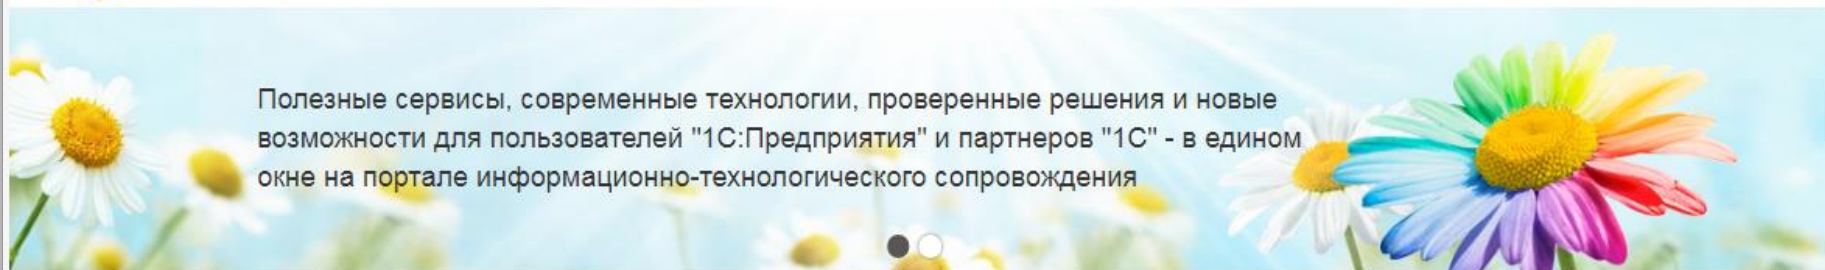 Полезные сервисы, современные технологии, проверенные решения и новые
возможности для пользователей "1С:Предприятия" и партнеров "1С" - в едином
окне на портале информационно-технологического сопровождения